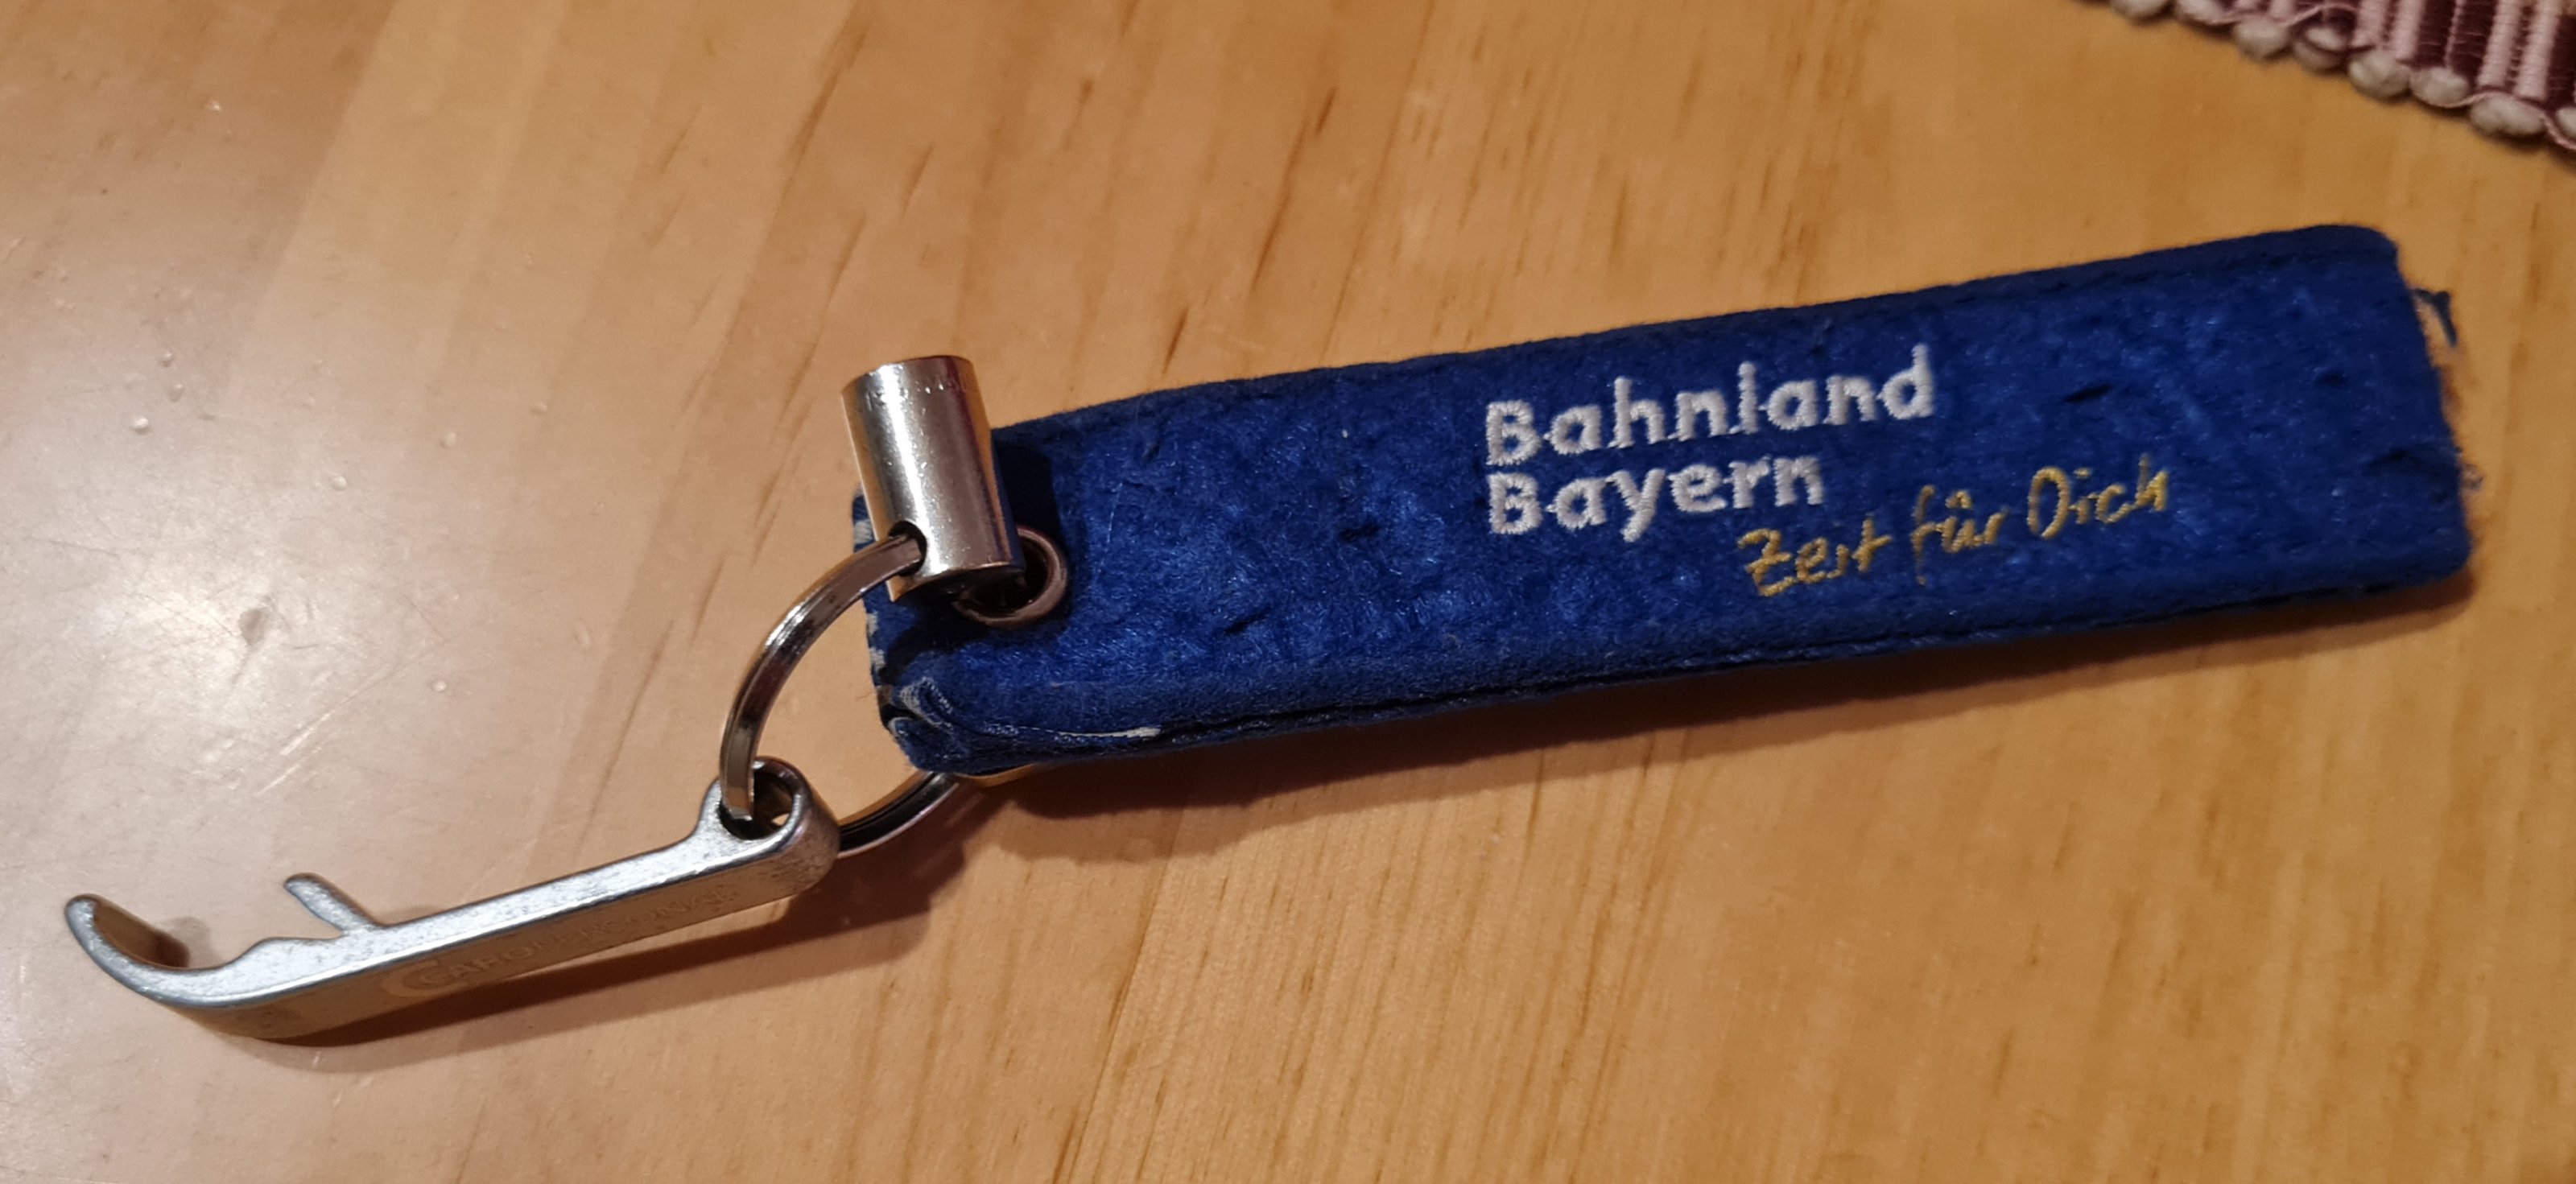 Bahnland
Bayern
Zeit für Dich